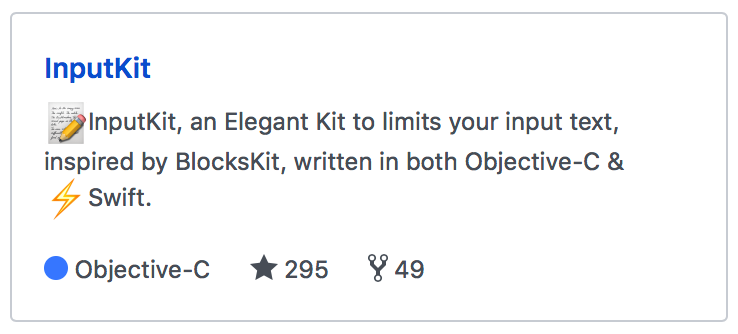 InputKit
📝InputKit, an Elegant Kit to limits your input text,
inspired by BlocksKit, written in both Objective-C &
⚡ Swift.
Objective-C ★ 295 49